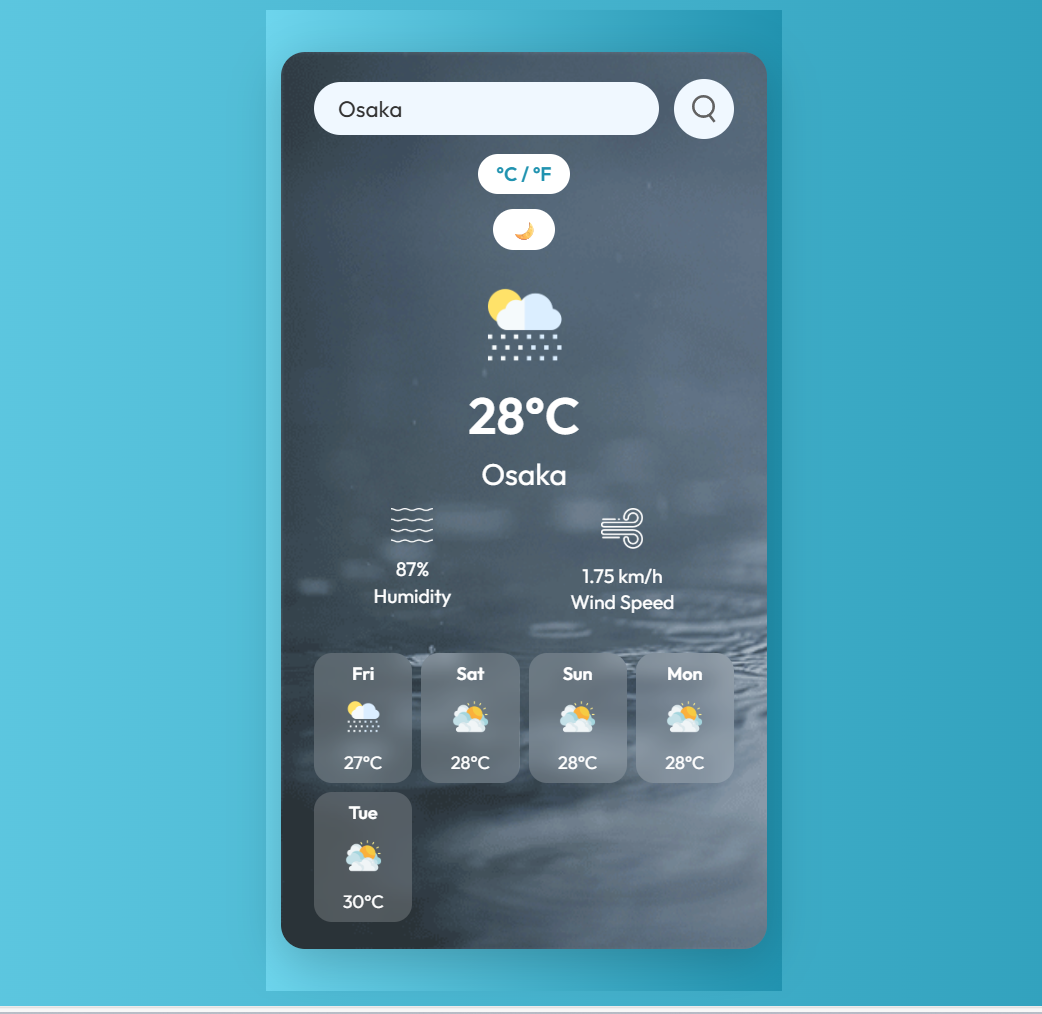 Osaka
°C / °F
28°C
Osaka
87%
Humidity
1.75 km/h
Wind Speed
Fri
27°C
Sat
28°C
Sun
28°C
Mon
28°C
Tue
30°C